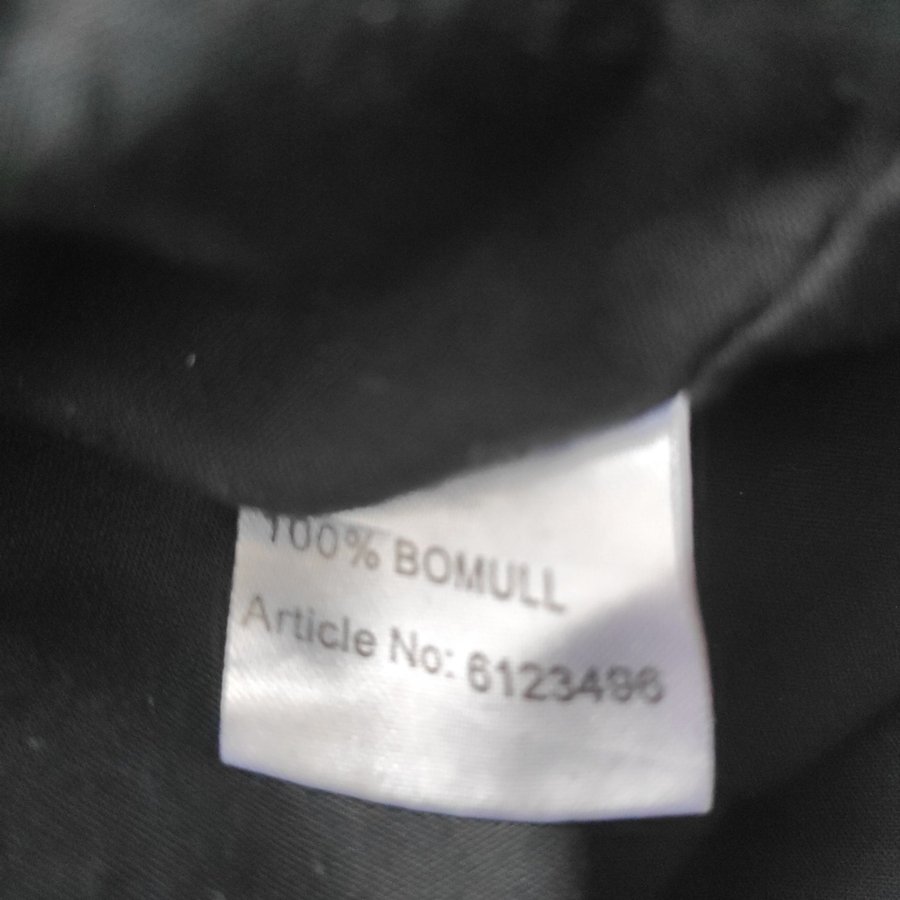 100% BOMULL
Article No: 6123496